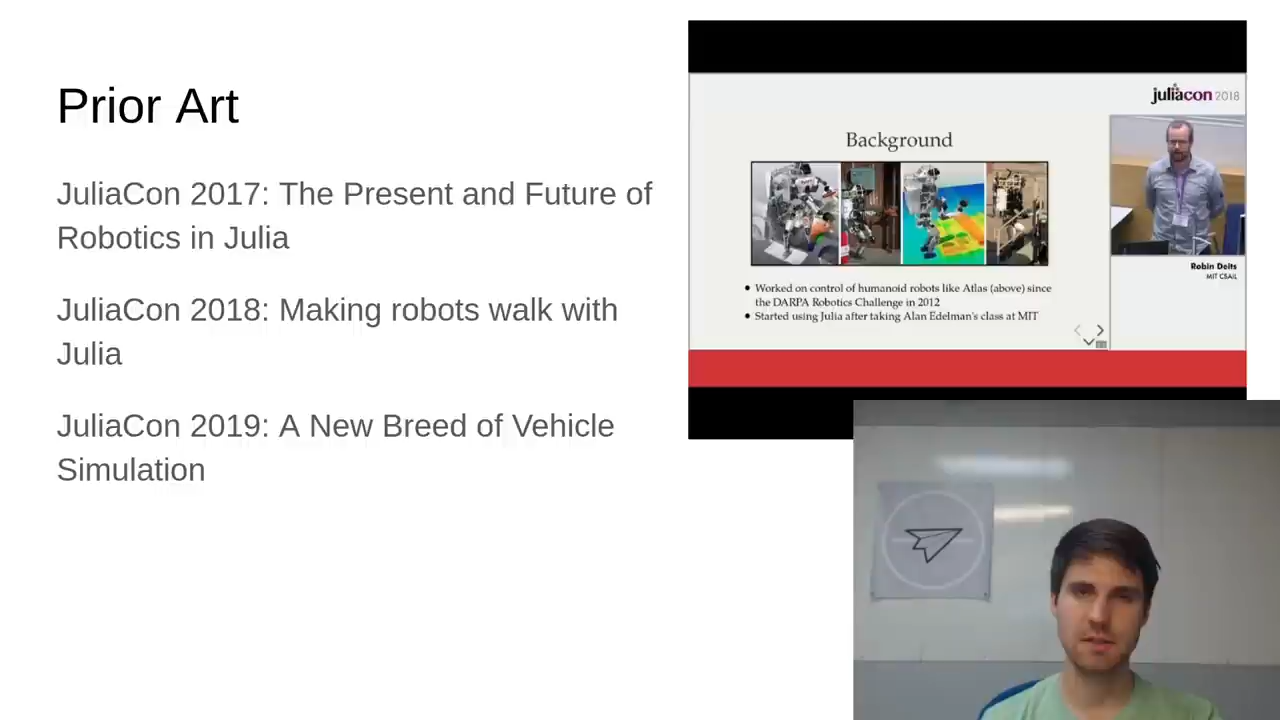 Prior Art
JuliaCon 2017: The Present and Future of
Robotics in Julia
JuliaCon 2018: Making robots walk with
Julia
JuliaCon 2019: A New Breed of Vehicle
Simulation
juliacon 2018
Background
Robin Deits
MIT CSAIL
• Worked on control of humanoid robots like Atlas (above) since
the DARPA Robotics Challenge in 2012
• Started using Julia after taking Alan Edelman's class at MIT